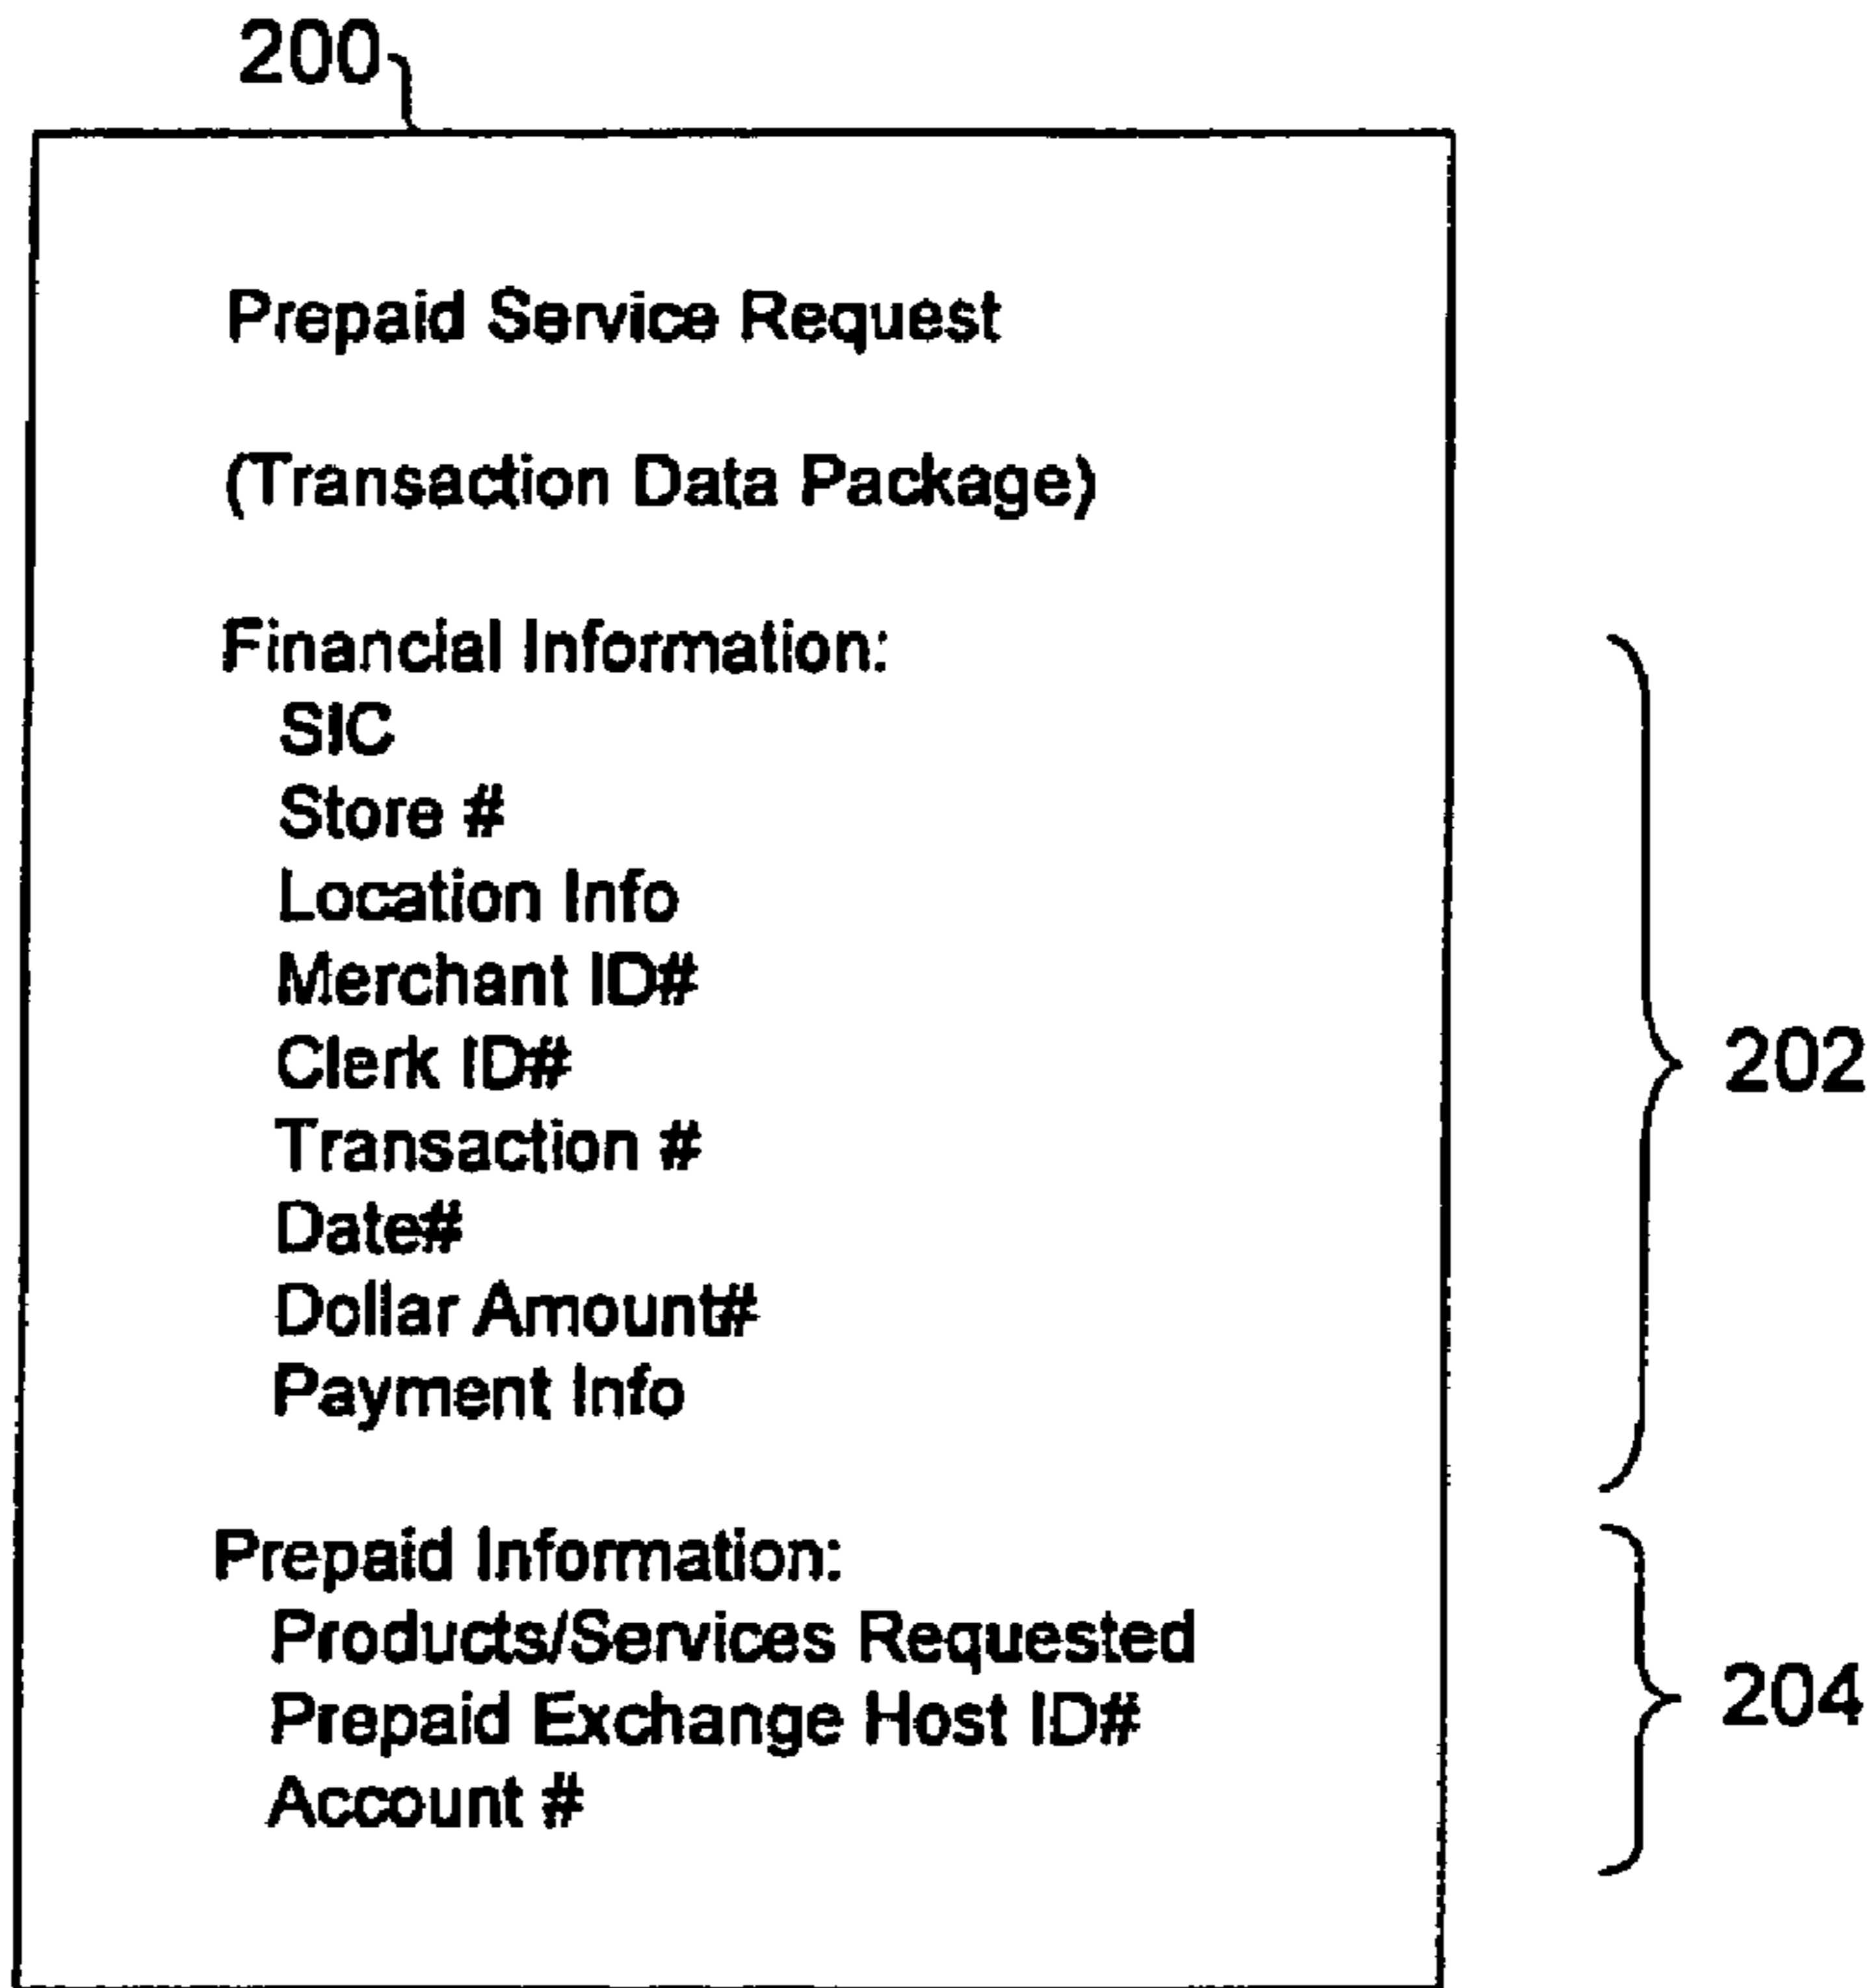 200
Prepaid Service Request
(Transaction Data Package)
Financial Information:
SIC
Store #
Location Info
Merchant ID#
Clerk ID#
Transaction #
Date#
Dollar Amount#
Payment Info
202
Prepaid Information:
Products/Services Requested
Prepaid Exchange Host ID#
Account #
204